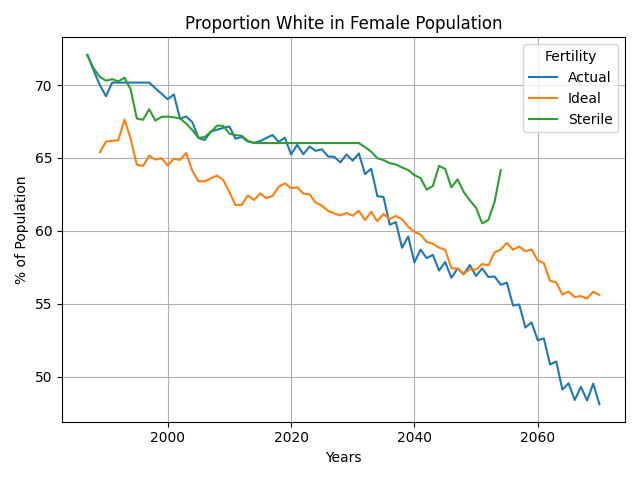 Proportion White in Female Population
Fertility
Actual
Ideal
Sterile
% of Population
70
65
60
55
50
2000
2020
2040
2060
Years